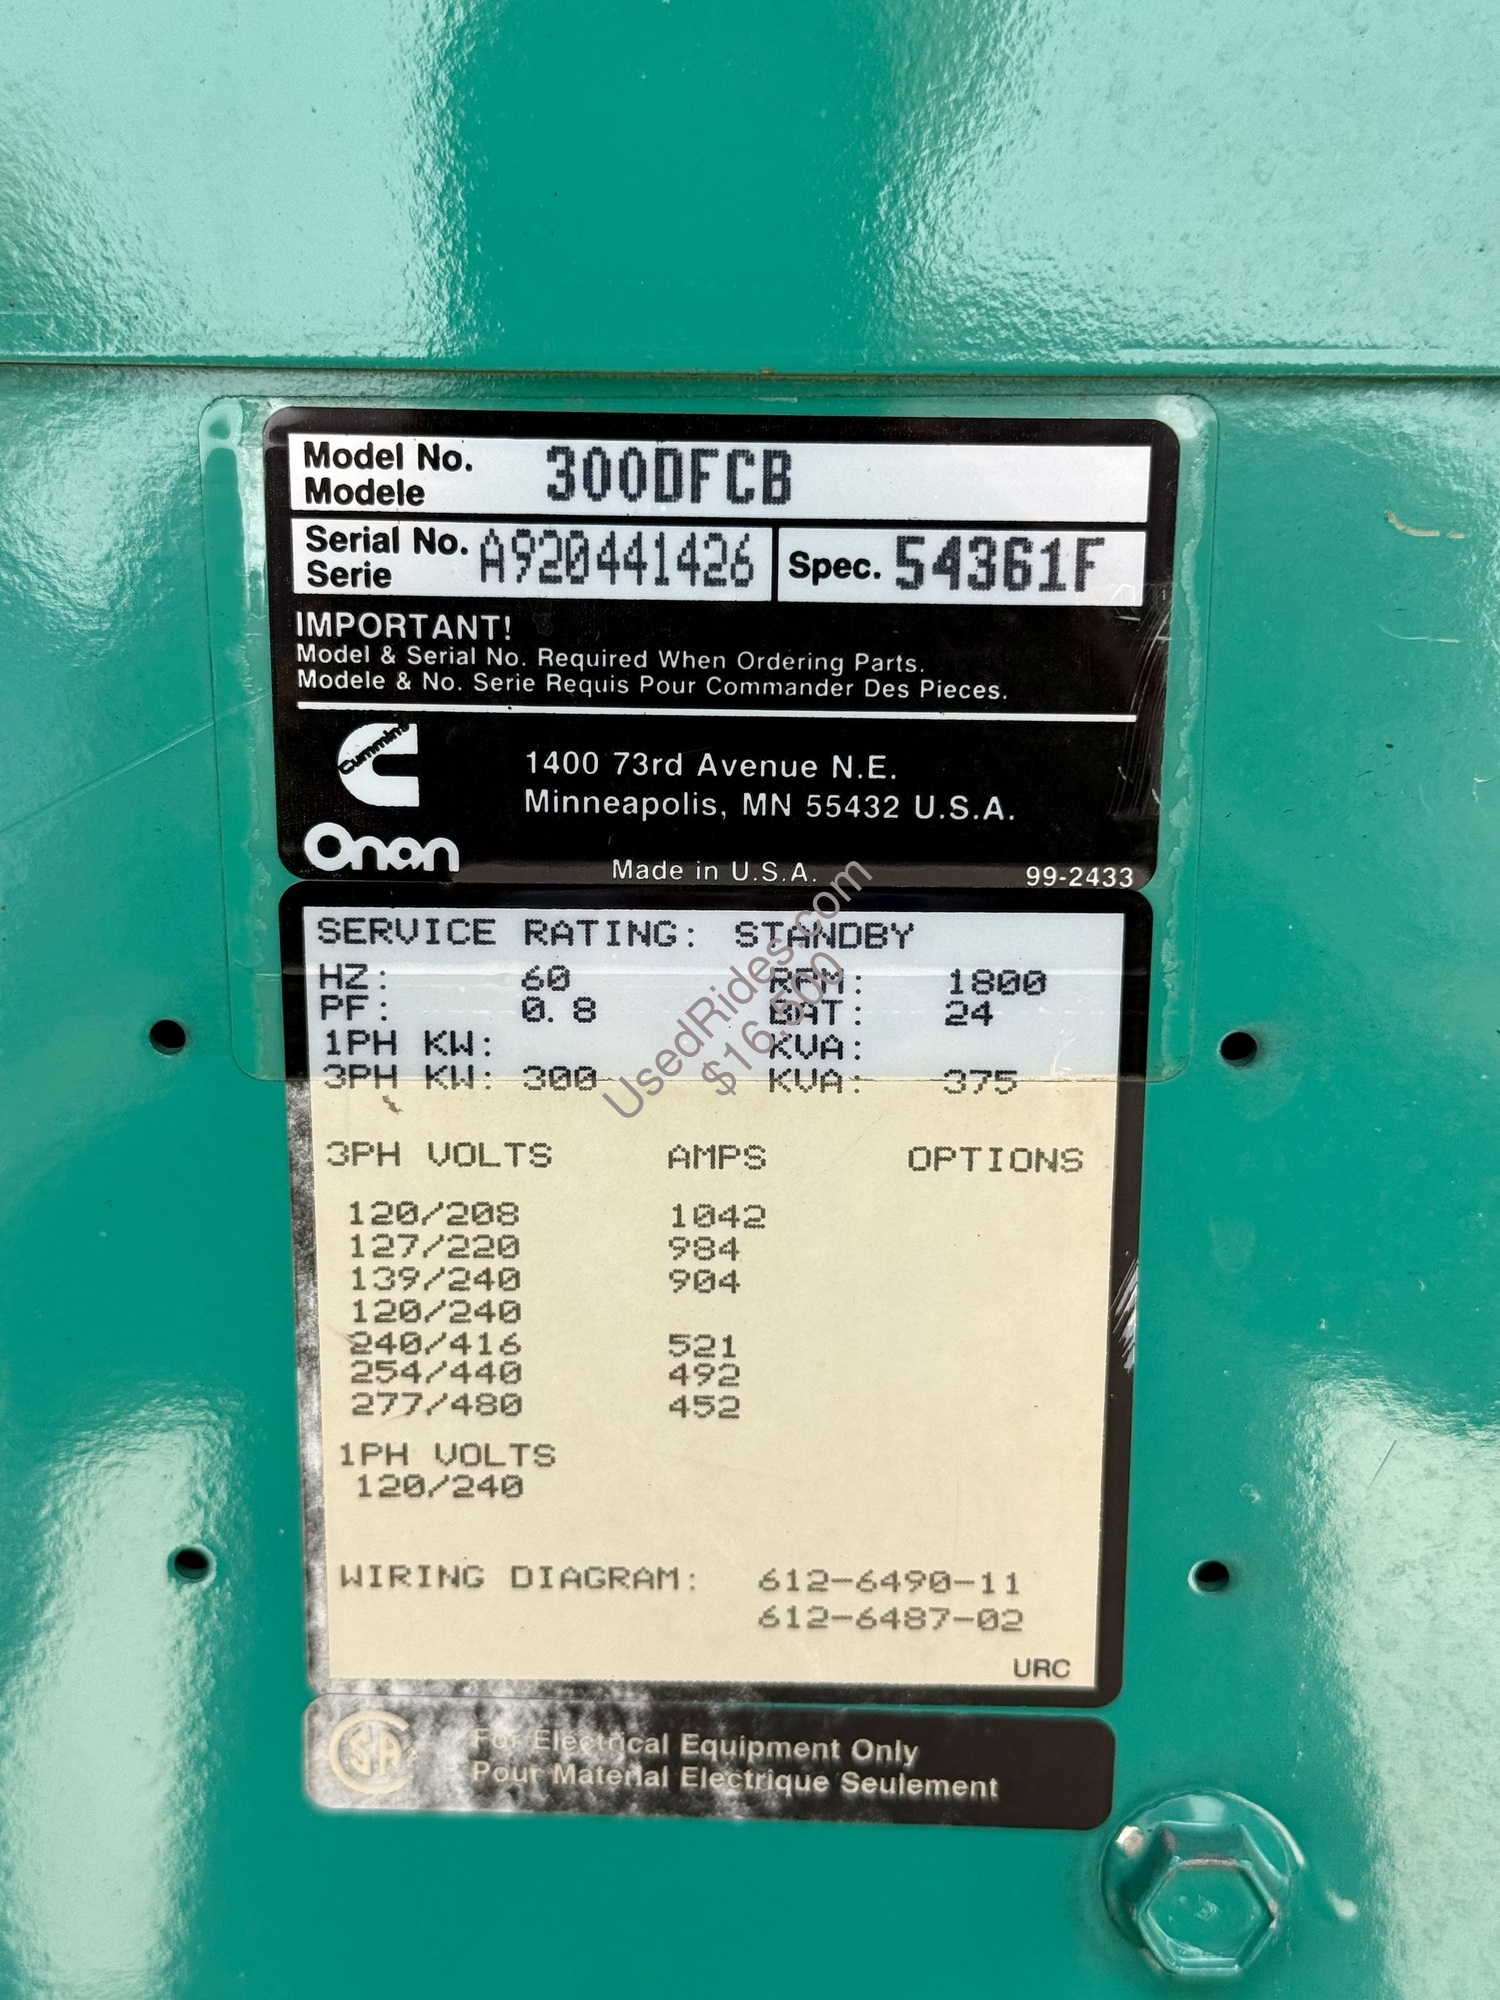 Model No.
Modele
300DFCB
Serial No.
Serie
A920441426
Spec. 54361F
IMPORTANT!
Model & Serial No. Required When Ordering Parts.
Modele & No. Serie Requis Pour Commander Des Pieces.
Cummins
Onan
1400 73rd Avenue N.E.
Minneapolis, MN 55432 U.S.A.
Made in U.S.A.
99-2433
SERVICE RATING: STANDBY
HZ: 60 RPM: 1800
PF: 0.8 BAT: 24
1PH KW: KVA:
3PH KW: 300 KVA: 375
3PH VOLTS AMPS OPTIONS
120/208 1042
127/220 984
139/240 904
120/240
240/416 521
254/440 492
277/480 452
1PH VOLTS
120/240
WIRING DIAGRAM: 612-6490-11
612-6487-02
URC
SA
For Electrical Equipment Only
Pour Material Electrique Seulement
UsedRides.com
$16,500